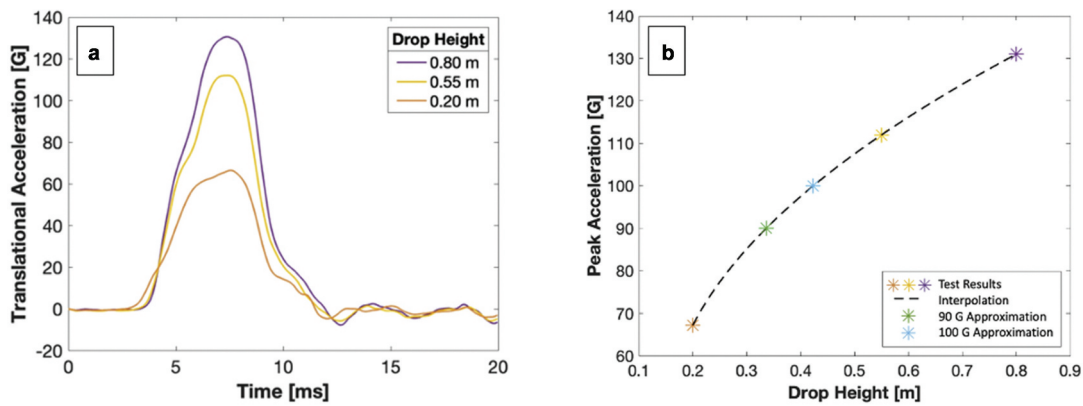 a
Translational Acceleration [G]
140
120
100
80
60
40
20
0
-20
0
5
10
15
20
Time [ms]
Drop Height
0.80 m
0.55 m
0.20 m
b
Peak Acceleration [G]
140
130
120
110
100
90
80
70
60
0.1
0.2
0.3
0.4
0.5
0.6
0.7
0.8
0.9
Drop Height [m]
Test Results
Interpolation
90 G Approximation
100 G Approximation